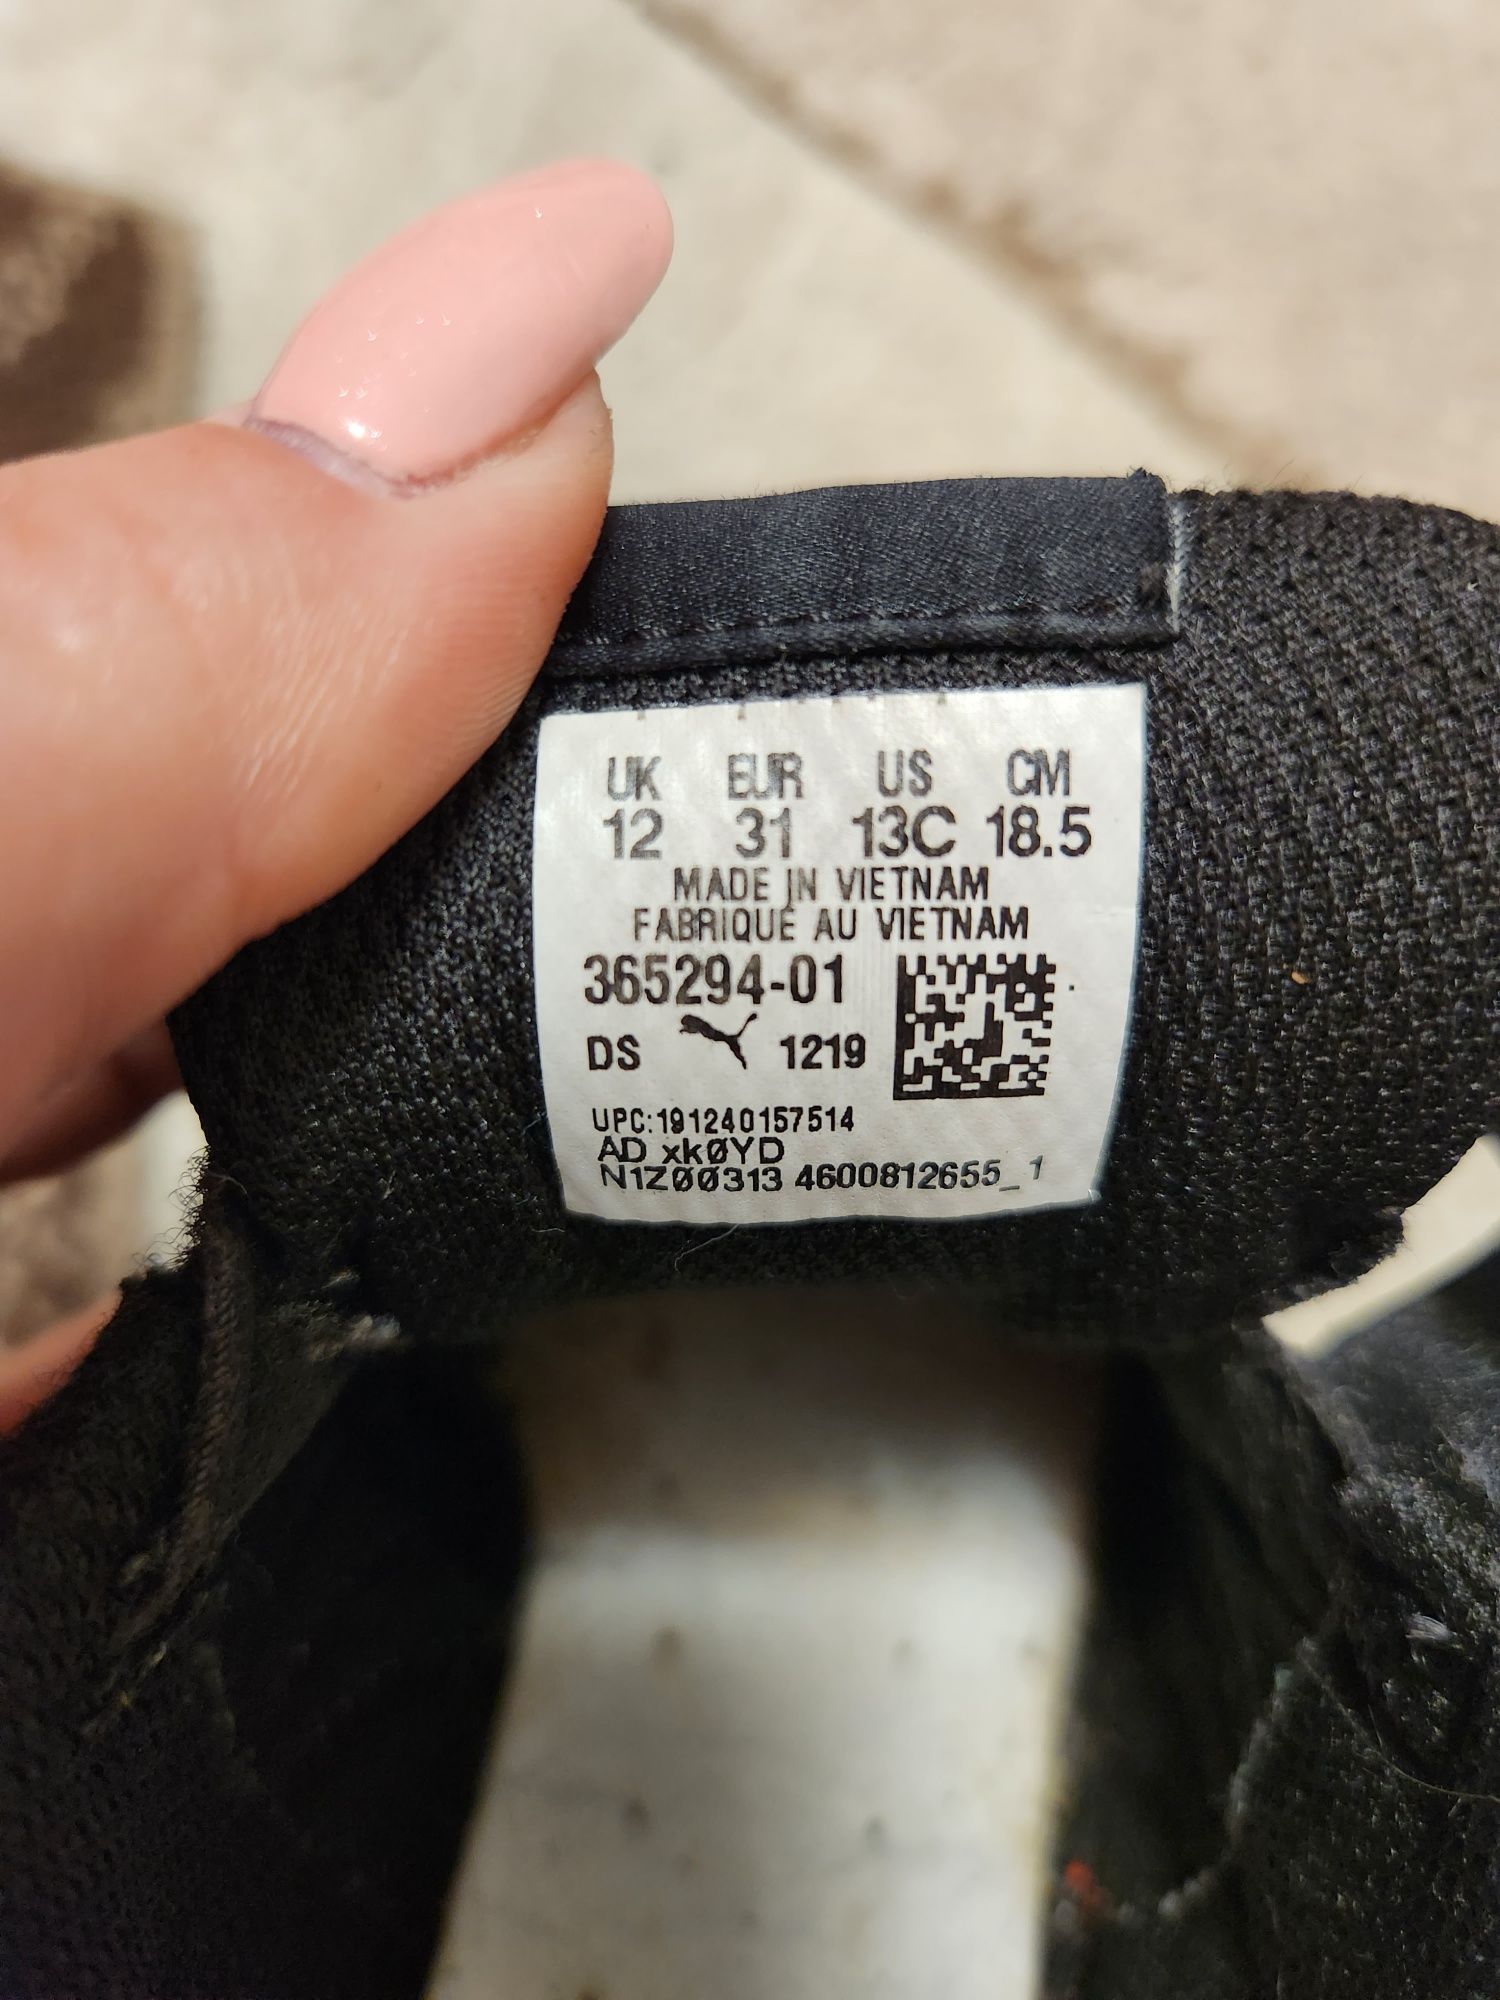 UK EUR US CM
12 31 13C 18.5
MADE IN VIETNAM
FABRIQUÉ AU VIETNAM
365294-01
DS 1219
UPC:191240157514
AD xkØYD
N1ZØØ313 4600812655_1